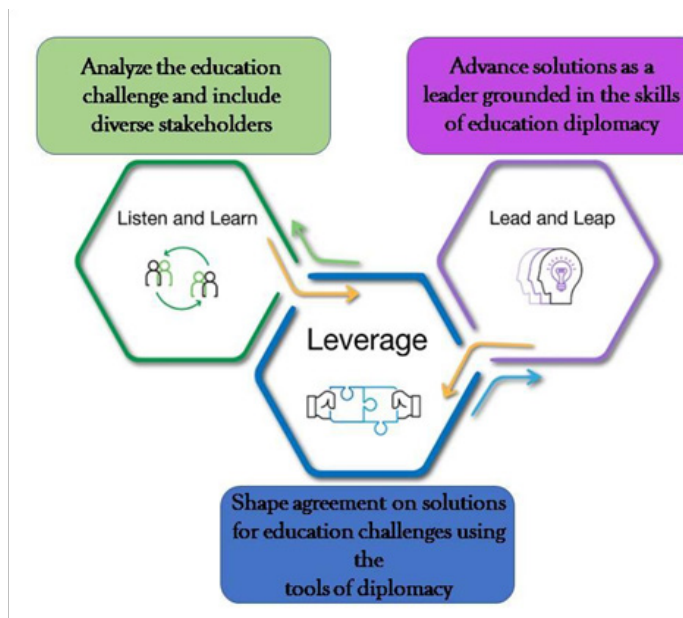 Analyze the education
challenge and include
diverse stakeholders
Advance solutions as a
leader grounded in the skills
of education diplomacy
Listen and Learn
Lead and Leap
Leverage
Shape agreement on solutions
for education challenges using
the
tools of diplomacy